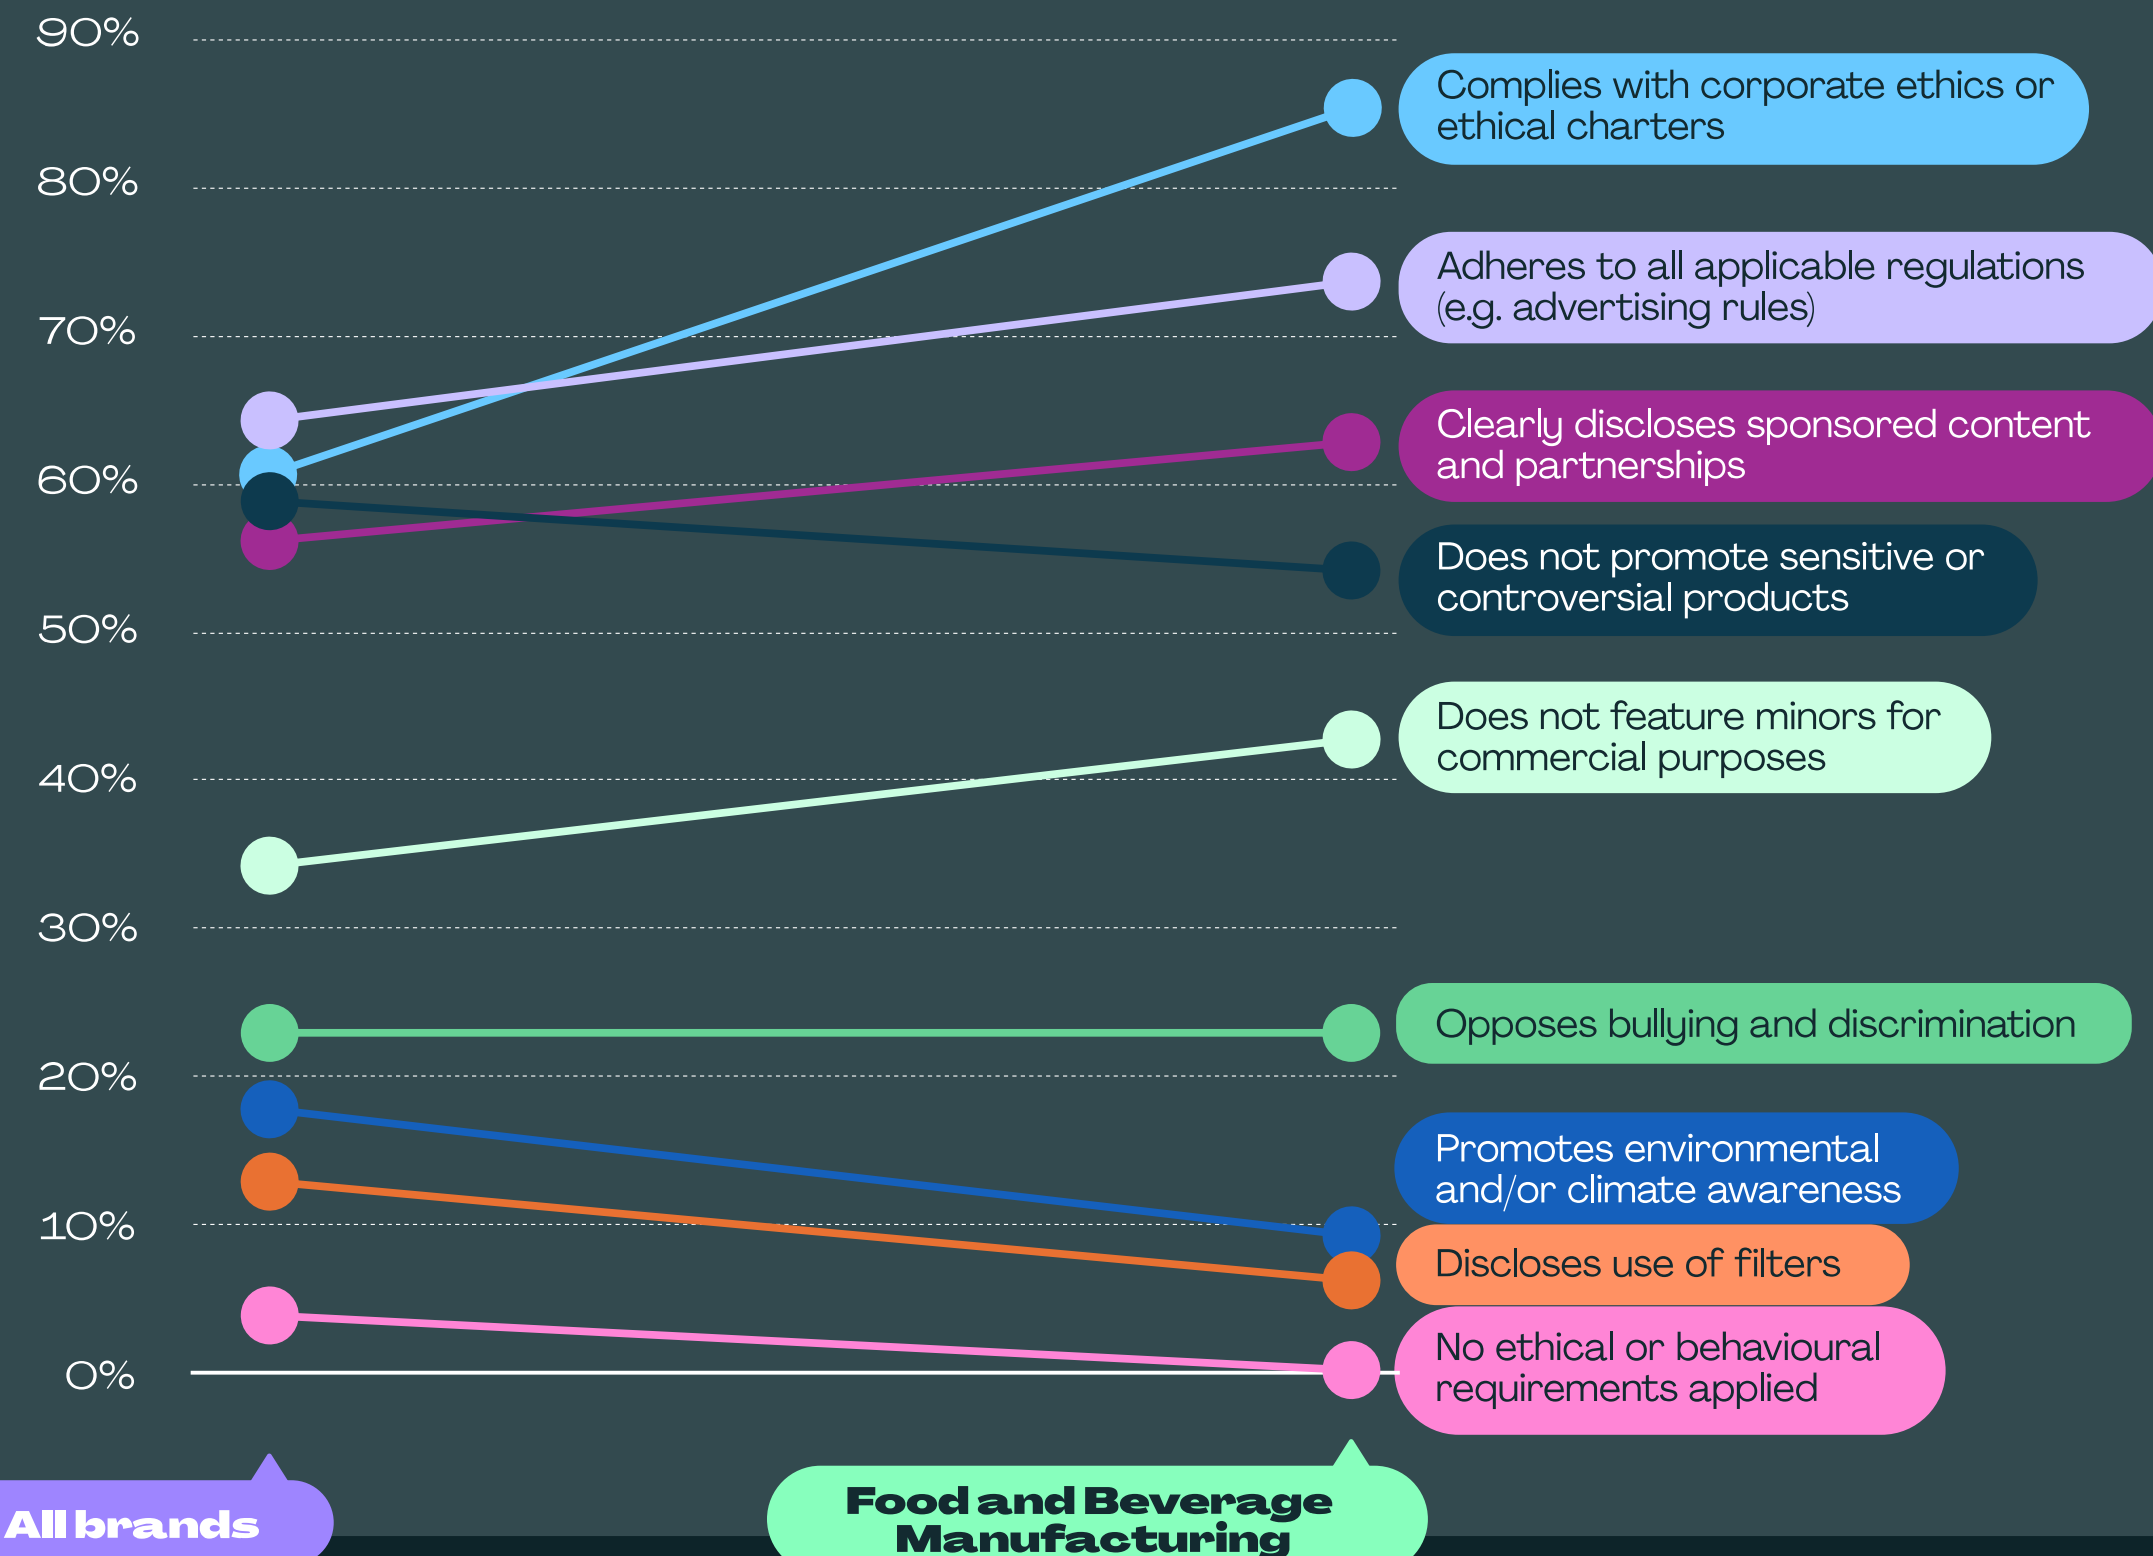 90%
80%
70%
60%
50%
40%
30%
20%
10%
0%
Complies with corporate ethics or
ethical charters
Adheres to all applicable regulations
(e.g. advertising rules)
Clearly discloses sponsored content
and partnerships
Does not promote sensitive or
controversial products
Does not feature minors for
commercial purposes
Opposes bullying and discrimination
Promotes environmental
and/or climate awareness
Discloses use of filters
No ethical or behavioural
requirements applied
All brands
Food and Beverage
Manufacturing